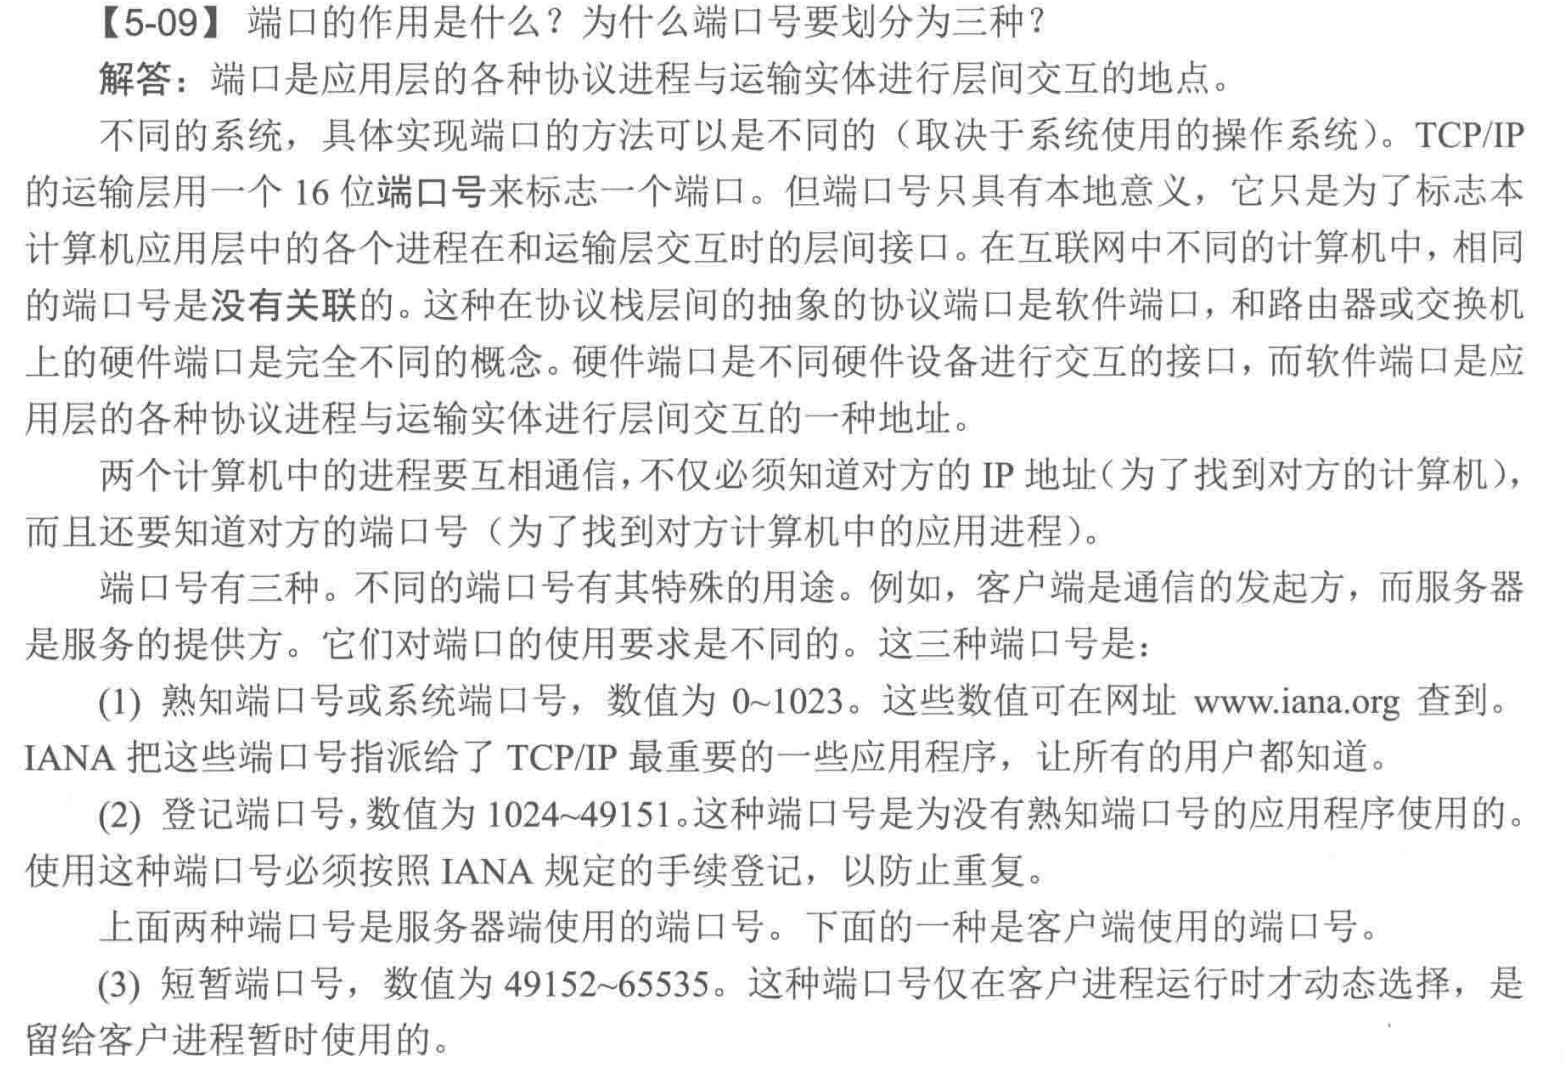 【5-09】 端口的作用是什么？为什么端口号要划分为三种？
解答：端口是应用层的各种协议进程与运输实体进行层间交互的地点。
不同的系统，具体实现端口的方法可以是不同的（取决于系统使用的操作系统）。TCP/IP
的运输层用一个 16 位端口号来标志一个端口。但端口号只具有本地意义，它只是为了标志本
计算机应用层中的各个进程在和运输层交互时的层间接口。在互联网中不同的计算机中，相同
的端口号是没有关联的。这种在协议栈层间的抽象的协议端口是软件端口，和路由器或交换机
上的硬件端口是完全不同的概念。硬件端口是不同硬件设备进行交互的接口，而软件端口是应
用层的各种协议进程与运输实体进行层间交互的一种地址。
两个计算机中的进程要互相通信，不仅必须知道对方的 IP 地址（为了找到对方的计算机），
而且还要知道对方的端口号（为了找到对方计算机中的应用进程）。
端口号有三种。不同的端口号有其特殊的用途。例如，客户端是通信的发起方，而服务器
是服务的提供方。它们对端口的使用要求是不同的。这三种端口号是：
(1) 熟知端口号或系统端口号，数值为 0~1023。这些数值可在网址 www.iana.org 查到。
IANA 把这些端口号指派给了 TCP/IP 最重要的一些应用程序，让所有的用户都知道。
(2) 登记端口号，数值为 1024~49151。这种端口号是为没有熟知端口号的应用程序使用的。
使用这种端口号必须按照 IANA 规定的手续登记，以防止重复。
上面两种端口号是服务器端使用的端口号。下面的一种是客户端使用的端口号。
(3) 短暂端口号，数值为 49152~65535。这种端口号仅在客户进程运行时才动态选择，是
留给客户进程暂时使用的。